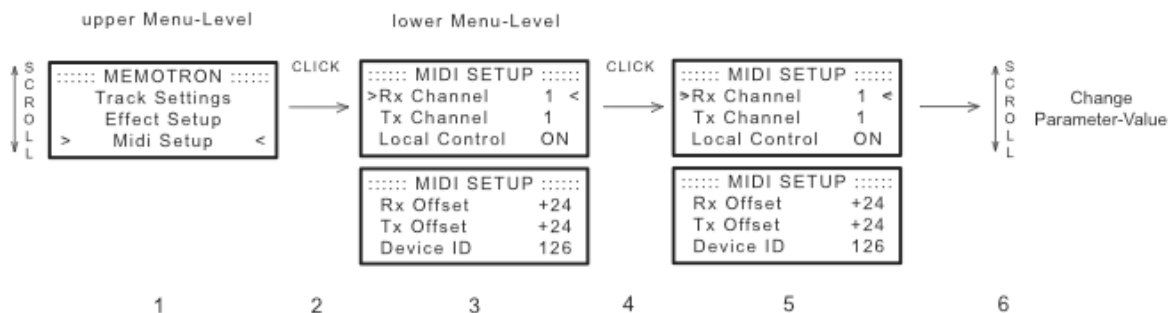 upper Menu-Level
lower Menu-Level
SCROLL
:::::: MEMOTRON ::::::
Track Settings
Effect Setup
> Midi Setup <
CLICK
:::::: MIDI SETUP ::::::
>Rx Channel 1 <
Tx Channel 1
Local Control ON
:::::: MIDI SETUP ::::::
Rx Offset +24
Tx Offset +24
Device ID 126
CLICK
:::::: MIDI SETUP ::::::
>Rx Channel 1 <
Tx Channel 1
Local Control ON
:::::: MIDI SETUP ::::::
Rx Offset +24
Tx Offset +24
Device ID 126
SCROLL
Change
Parameter-Value
1 2 3 4 5 6